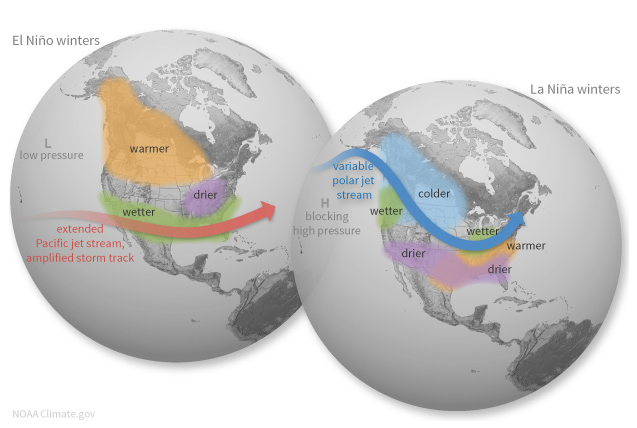 El Niño winters
La Niña winters
L
low pressure
warmer
drier
wetter
extended
Pacific jet stream,
amplified storm track
variable
polar jet
stream
H
blocking
high pressure
colder
wetter
wetter
warmer
drier
drier
NOAA Climate.gov